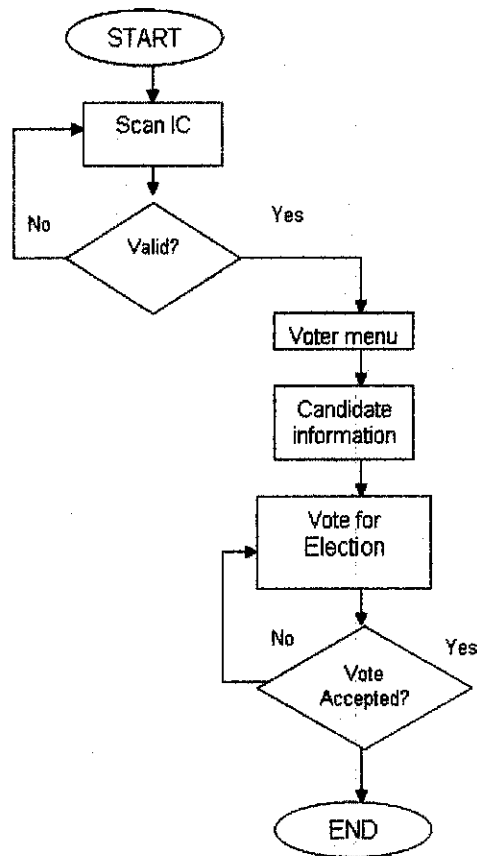 START
Scan IC
No
Yes
Valid?
Voter menu
Candidate
information
Vote for
Election
No
Yes
Vote
Accepted?
END